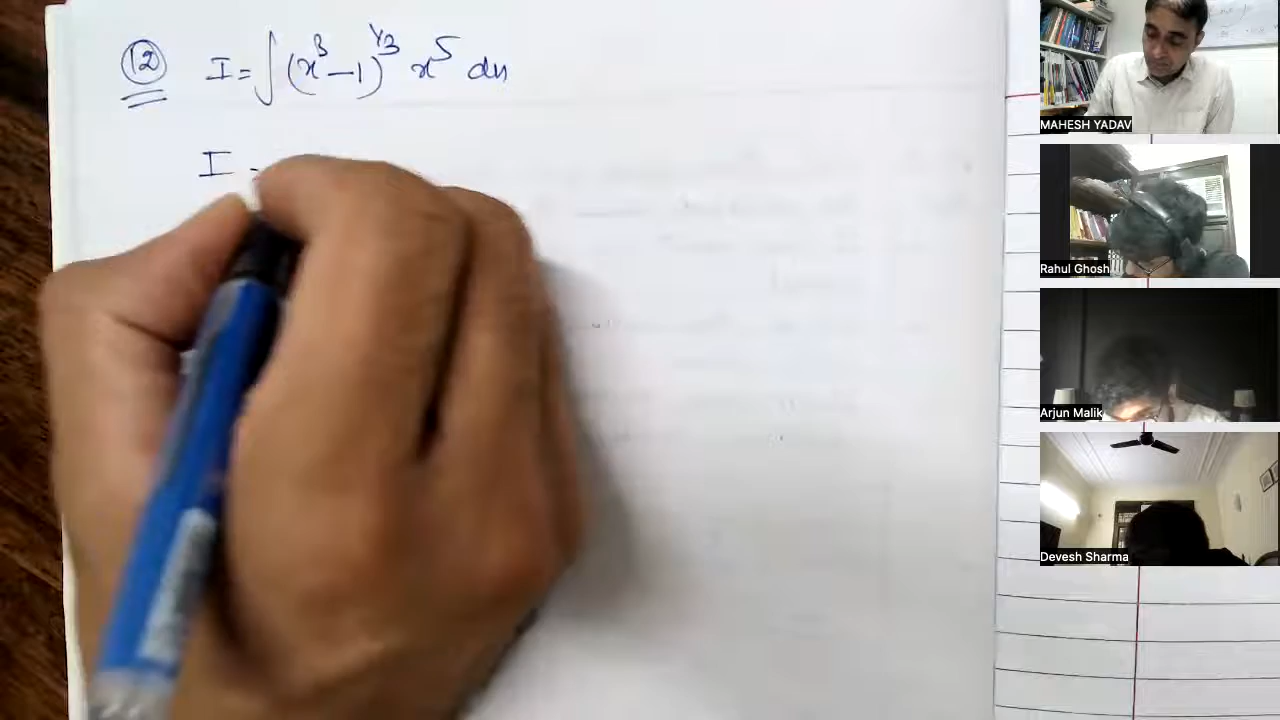 12 I = ∫ (x³ - 1)^1/3 x⁵ dx
I =
MAHESH YADAV
Rahul Ghosh
Arjun Malik
Devesh Sharma